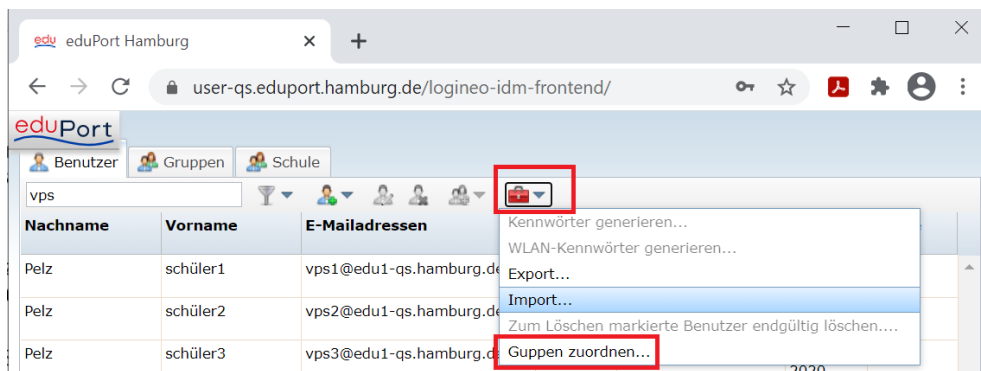 edu eduPort Hamburg
user-qs.eduport.hamburg.de/logineo-idm-frontend/
eduPort
Benutzer Gruppen Schule
vps
Nachname Vorname E-Mailadressen
Kennwörter generieren...
WLAN-Kennwörter generieren...
Pelz schüler1 vps1@edu1-qs.hamburg.de
Export...
Import...
Pelz schüler2 vps2@edu1-qs.hamburg.de
Zum Löschen markierte Benutzer endgültig löschen....
Pelz schüler3 vps3@edu1-qs.hamburg.de
Guppen zuordnen...
2020